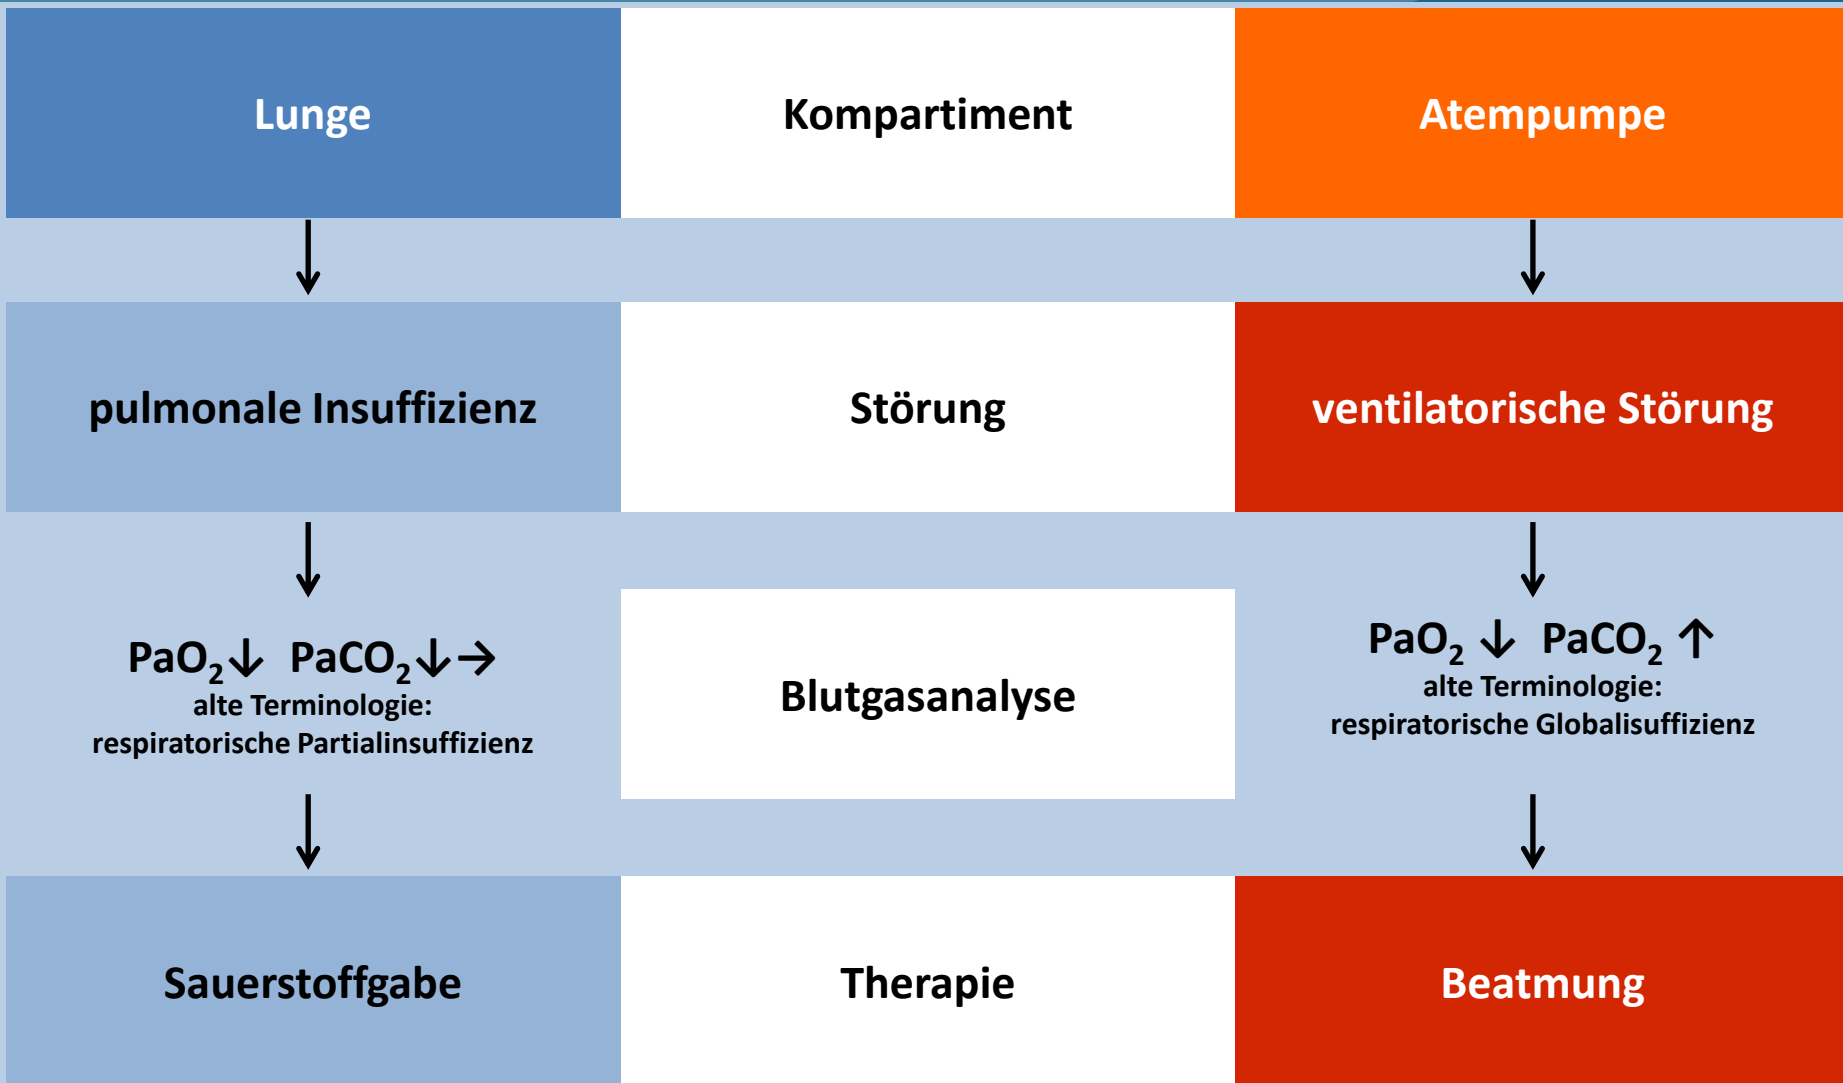 Lunge
Kompartiment
Atempumpe
pulmonale Insuffizienz
Störung
ventilatorische Störung
PaO₂↓ PaCO₂↓→
alte Terminologie:
respiratorische Partialinsuffizienz
Blutgasanalyse
PaO₂ ↓ PaCO₂ ↑
alte Terminologie:
respiratorische Globalisuffizienz
Sauerstoffgabe
Therapie
Beatmung